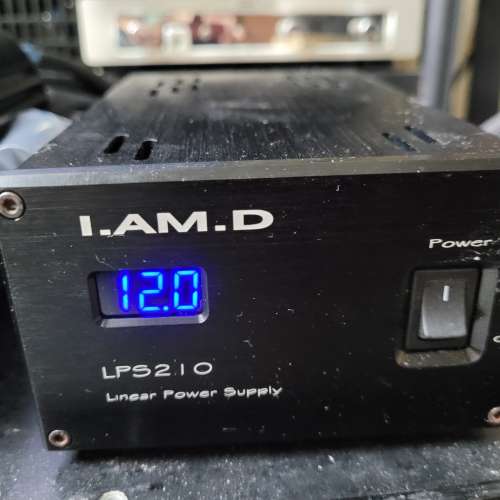 I.AM.D
Power
12.0
LPS210
Linear Power Supply